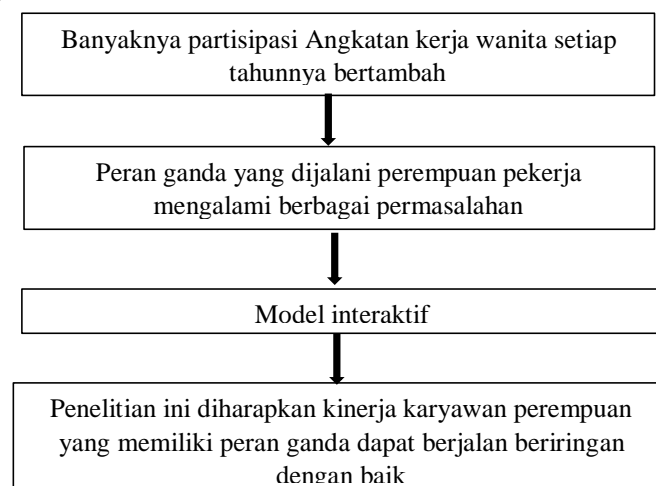 Banyaknya partisipasi Angkatan kerja wanita setiap
tahunnya bertambah
Peran ganda yang dijalani perempuan pekerja
mengalami berbagai permasalahan
Model interaktif
Penelitian ini diharapkan kinerja karyawan perempuan
yang memiliki peran ganda dapat berjalan beriringan
dengan baik